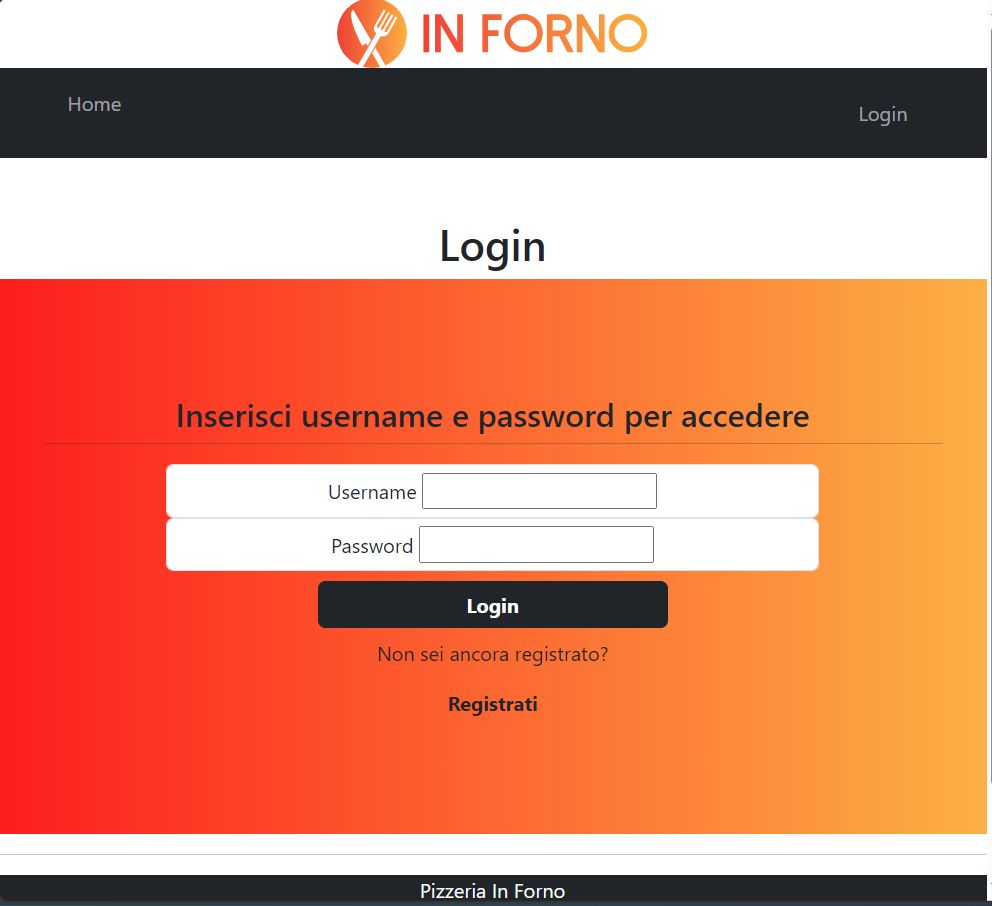 IN FORNO
Home
Login
Login
Inserisci username e password per accedere
Username
Password
Login
Non sei ancora registrato?
Registrati
Pizzeria In Forno